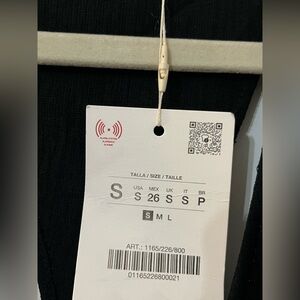 TALLA / SIZE / TAILLE
USA MEX UK IT BR
S S 26 S S P
S M L
ART.: 1165/226/800
01165226800021